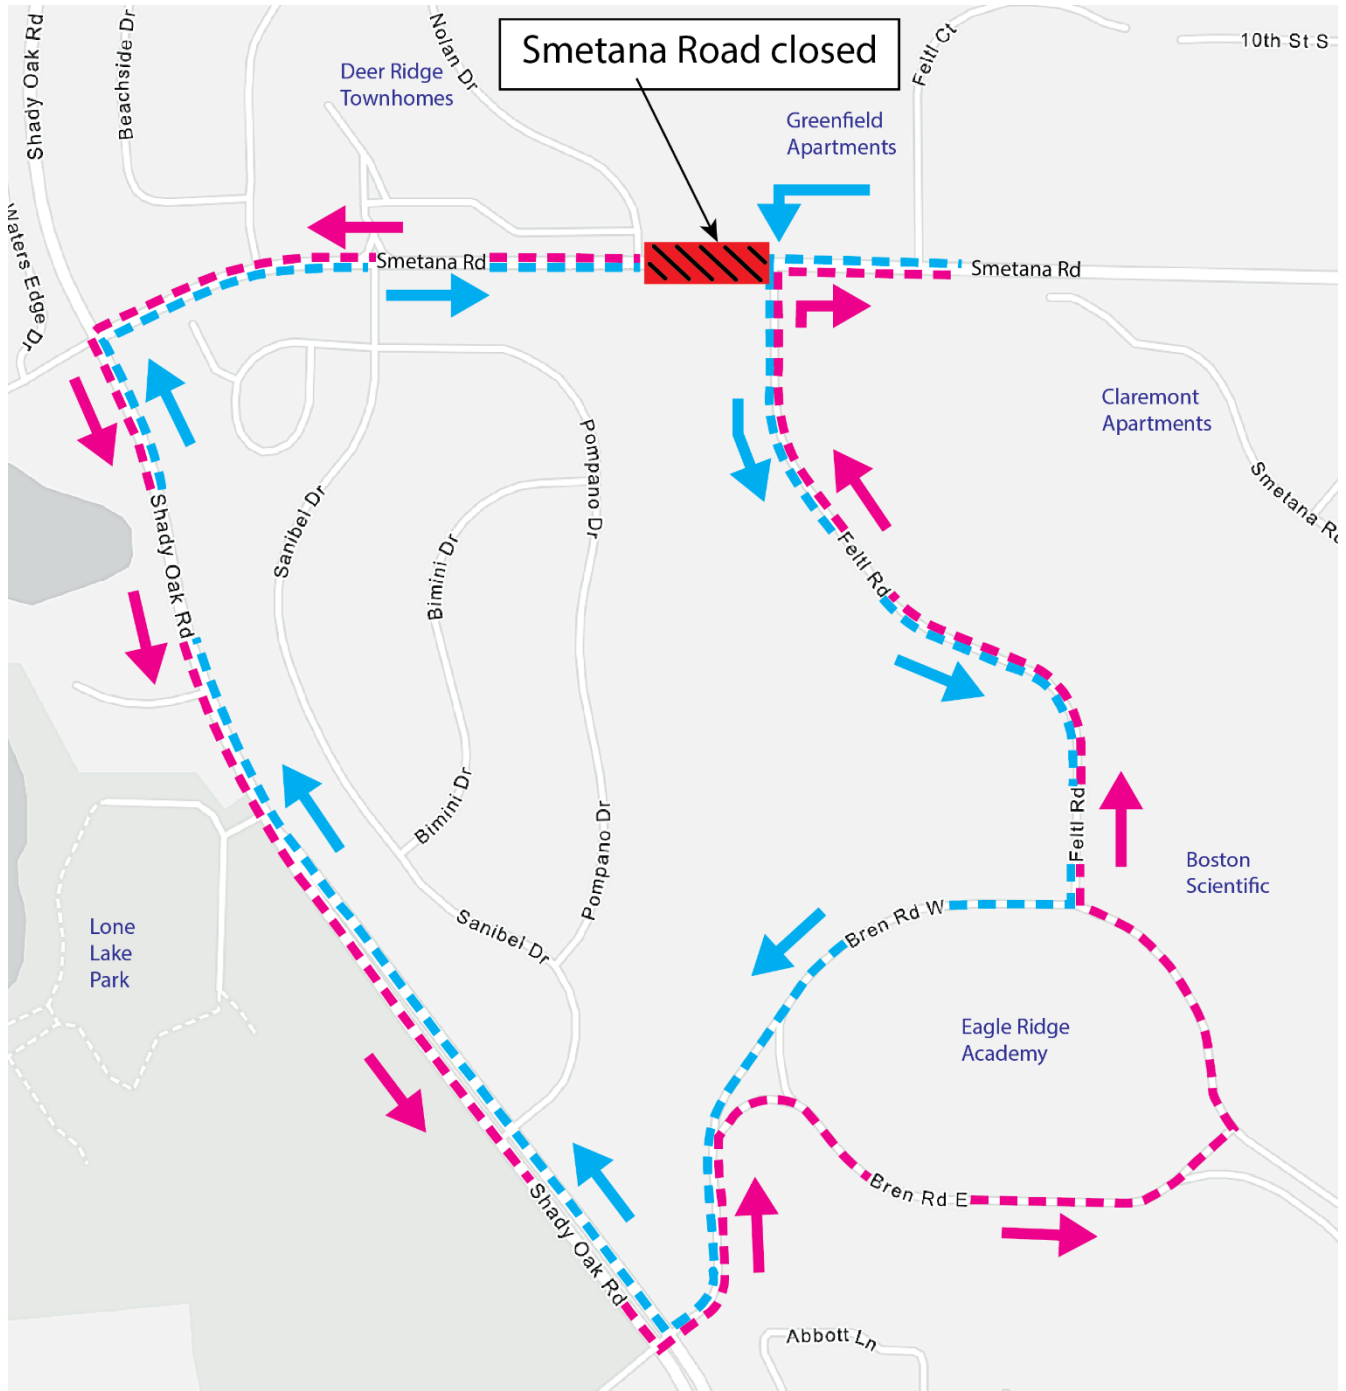 Smetana Road closed
Shady Oak Rd
Beachside Dr
Nolan Dr
Deer Ridge
Townhomes
Feltl Ct
10th St S
Greenfield
Apartments
Waters Edge Dr
Smetana Rd
Smetana Rd
Claremont
Apartments
Smetana Rd
Pompano Dr
Sanibel Dr
Bimini Dr
Shady Oak Rd
Feltl Rd
Bimini Dr
Pompano Dr
Feltl Rd
Boston
Scientific
Lone
Lake
Park
Sanibel Dr
Bren Rd W
Eagle Ridge
Academy
Bren Rd E
Shady Oak Rd
Abbott Ln